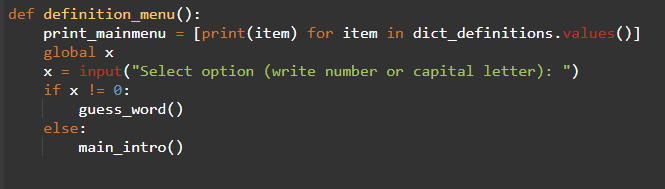 def definition_menu():
    print_mainmenu = [print(item) for item in dict_definitions.values()]
    global x
    x = input("Select option (write number or capital letter): ")
    if x != 0:
        guess_word()
    else:
        main_intro()